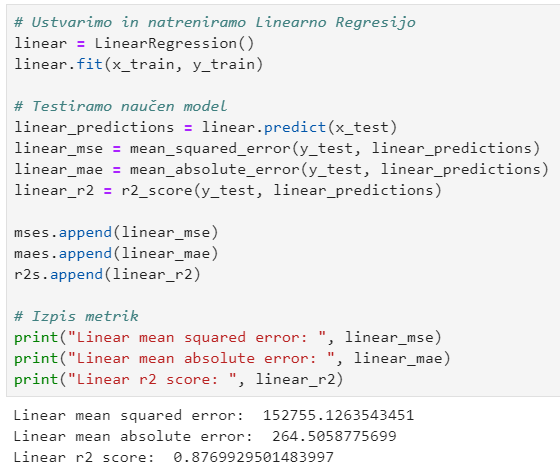 # Ustvarimo in natreniramo Linearno Regresijo
linear = LinearRegression()
linear.fit(x_train, y_train)
# Testiramo naučen model
linear_predictions = linear.predict(x_test)
linear_mse = mean_squared_error(y_test, linear_predictions)
linear_mae = mean_absolute_error(y_test, linear_predictions)
linear_r2 = r2_score(y_test, linear_predictions)
mses.append(linear_mse)
maes.append(linear_mae)
r2s.append(linear_r2)
# Izpis metrik
print("Linear mean squared error: ", linear_mse)
print("Linear mean absolute error: ", linear_mae)
print("Linear r2 score: ", linear_r2)
Linear mean squared error:  152755.1263543451
Linear mean absolute error:  264.5058775699
Linear r2 score:  0.8769929501483997